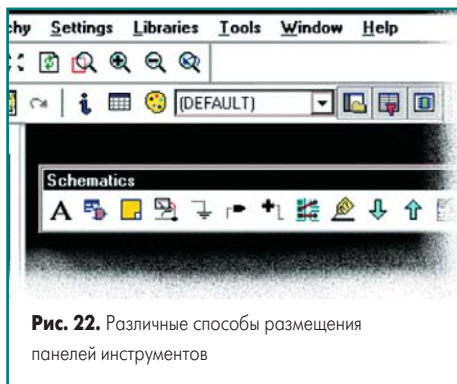 chy Settings Libraries Tools Window Help
(DEFAULT)
Schematics
A
Рис. 22. Различные способы размещения
панелей инструментов